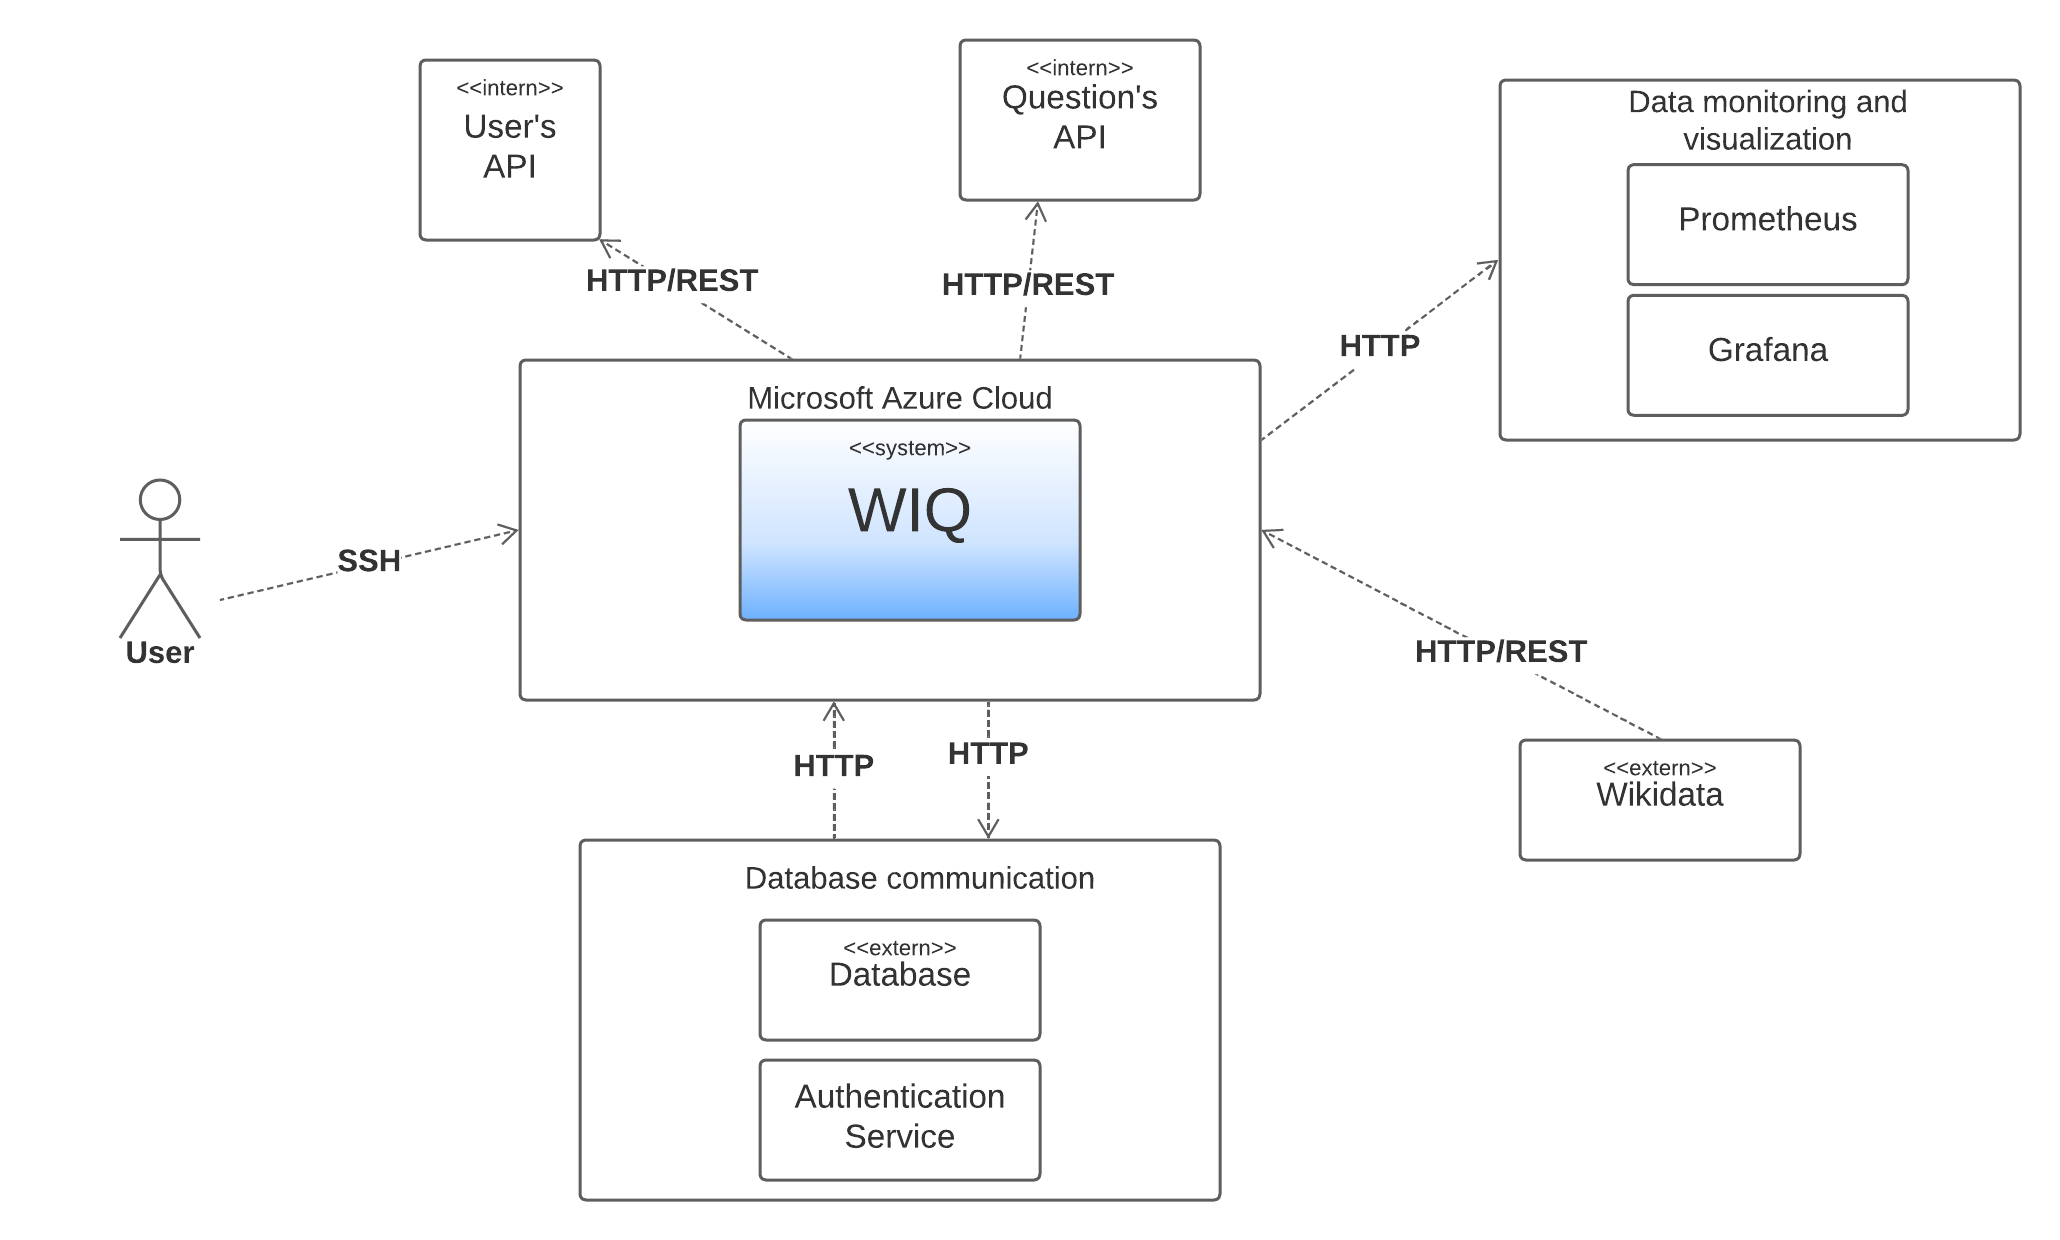 <<intern>>
User's
API
<<intern>>
Question's
API
Data monitoring and
visualization
Prometheus
Grafana
HTTP/REST
HTTP/REST
HTTP
Microsoft Azure Cloud
<<system>>
WIQ
SSH
User
HTTP/REST
HTTP
HTTP
<<extern>>
Wikidata
Database communication
<<extern>>
Database
Authentication
Service